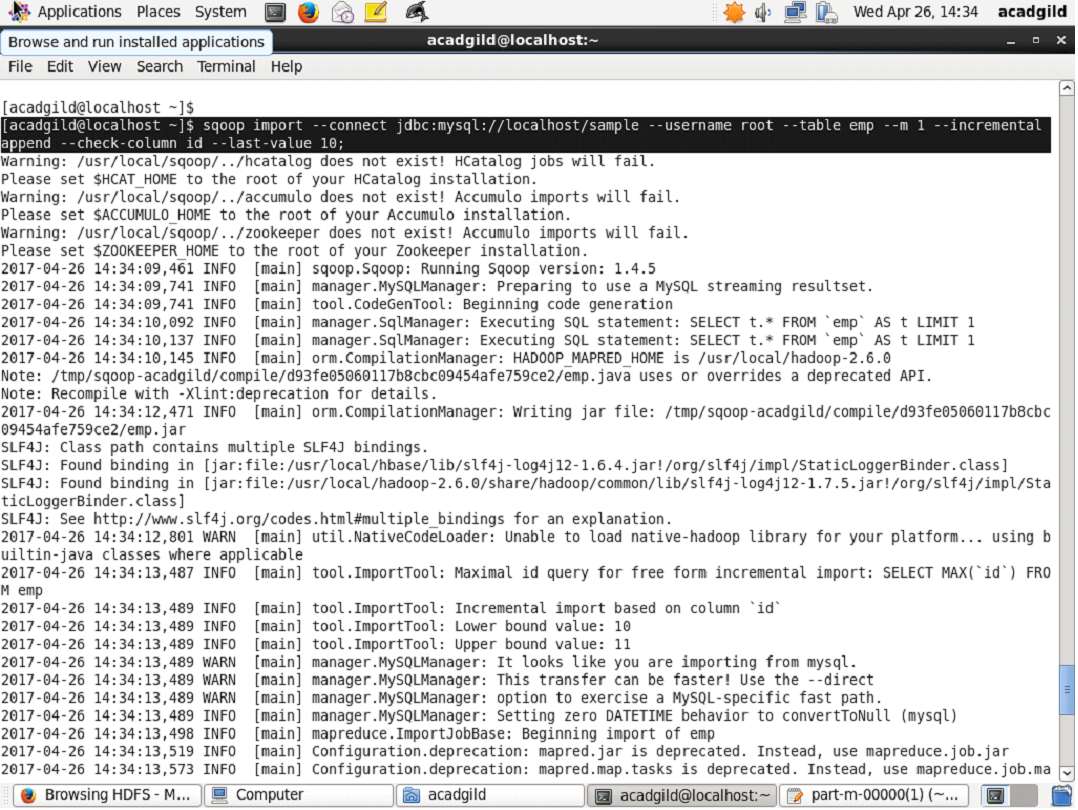 Applications Places System Wed Apr 26, 14:34 acadgild
Browse and run installed applications
acadgild@localhost:~
File Edit View Search Terminal Help
[acadgild@localhost ~]$
[acadgild@localhost ~]$ sqoop import --connect jdbc:mysql://localhost/sample --username root --table emp --m 1 --incremental
append --check-column id --last-value 10;
Warning: /usr/local/sqoop/../hcatalog does not exist! HCatalog jobs will fail.
Please set $HCAT_HOME to the root of your HCatalog installation.
Warning: /usr/local/sqoop/../accumulo does not exist! Accumulo imports will fail.
Please set $ACCUMULO_HOME to the root of your Accumulo installation.
Warning: /usr/local/sqoop/../zookeeper does not exist! Accumulo imports will fail.
Please set $ZOOKEEPER_HOME to the root of your Zookeeper installation.
2017-04-26 14:34:09,461 INFO  [main] sqoop.Sqoop: Running Sqoop version: 1.4.5
2017-04-26 14:34:09,741 INFO  [main] manager.MySQLManager: Preparing to use a MySQL streaming resultset.
2017-04-26 14:34:09,741 INFO  [main] tool.CodeGenTool: Beginning code generation
2017-04-26 14:34:10,092 INFO  [main] manager.SqlManager: Executing SQL statement: SELECT t.* FROM `emp` AS t LIMIT 1
2017-04-26 14:34:10,137 INFO  [main] manager.SqlManager: Executing SQL statement: SELECT t.* FROM `emp` AS t LIMIT 1
2017-04-26 14:34:10,145 INFO  [main] orm.CompilationManager: HADOOP_MAPRED_HOME is /usr/local/hadoop-2.6.0
Note: /tmp/sqoop-acadgild/compile/d93fe05060117b8cbc09454afe759ce2/emp.java uses or overrides a deprecated API.
Note: Recompile with -Xlint:deprecation for details.
2017-04-26 14:34:12,471 INFO  [main] orm.CompilationManager: Writing jar file: /tmp/sqoop-acadgild/compile/d93fe05060117b8cbc
09454afe759ce2/emp.jar
SLF4J: Class path contains multiple SLF4J bindings.
SLF4J: Found binding in [jar:file:/usr/local/hbase/lib/slf4j-log4j12-1.6.4.jar!/org/slf4j/impl/StaticLoggerBinder.class]
SLF4J: Found binding in [jar:file:/usr/local/hadoop-2.6.0/share/hadoop/common/lib/slf4j-log4j12-1.7.5.jar!/org/slf4j/impl/Sta
ticLoggerBinder.class]
SLF4J: See http://www.slf4j.org/codes.html#multiple_bindings for an explanation.
2017-04-26 14:34:12,801 WARN  [main] util.NativeCodeLoader: Unable to load native-hadoop library for your platform... using b
uiltin-java classes where applicable
2017-04-26 14:34:13,487 INFO  [main] tool.ImportTool: Maximal id query for free form incremental import: SELECT MAX(`id`) FRO
M emp
2017-04-26 14:34:13,489 INFO  [main] tool.ImportTool: Incremental import based on column `id`
2017-04-26 14:34:13,489 INFO  [main] tool.ImportTool: Lower bound value: 10
2017-04-26 14:34:13,489 INFO  [main] tool.ImportTool: Upper bound value: 11
2017-04-26 14:34:13,489 WARN  [main] manager.MySQLManager: It looks like you are importing from mysql.
2017-04-26 14:34:13,489 WARN  [main] manager.MySQLManager: This transfer can be faster! Use the --direct
2017-04-26 14:34:13,489 WARN  [main] manager.MySQLManager: option to exercise a MySQL-specific fast path.
2017-04-26 14:34:13,489 INFO  [main] manager.MySQLManager: Setting zero DATETIME behavior to convertToNull (mysql)
2017-04-26 14:34:13,498 INFO  [main] mapreduce.ImportJobBase: Beginning import of emp
2017-04-26 14:34:13,519 INFO  [main] Configuration.deprecation: mapred.jar is deprecated. Instead, use mapreduce.job.jar
2017-04-26 14:34:13,573 INFO  [main] Configuration.deprecation: mapred.map.tasks is deprecated. Instead, use mapreduce.job.ma
Browsing HDFS - M... Computer acadgild acadgild@localhost:~ part-m-00000(1) (~...